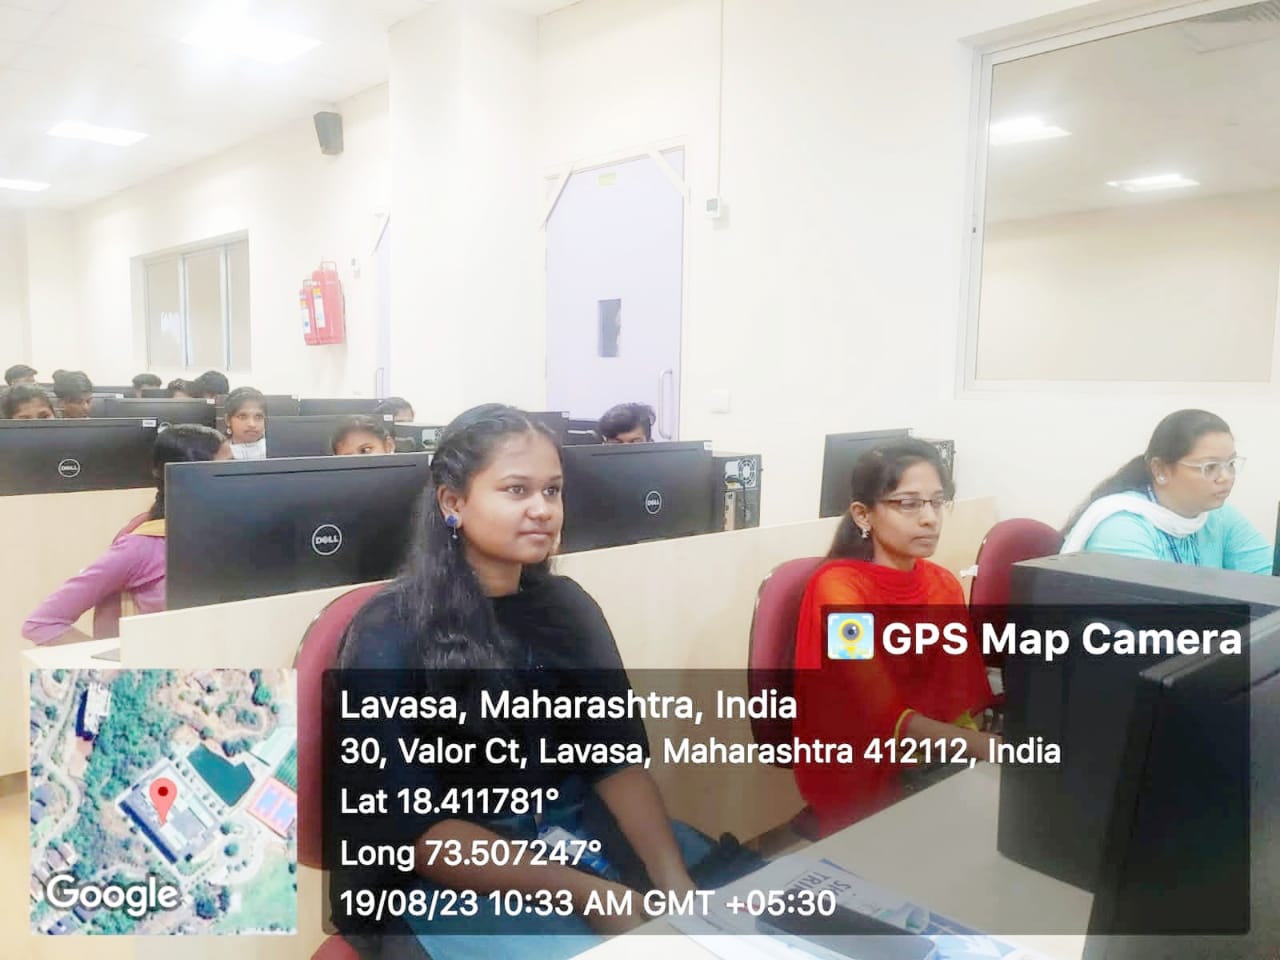 DELL
DELL
DELL
GPS Map Camera
Lavasa, Maharashtra, India
30, Valor Ct, Lavasa, Maharashtra 412112, India
Lat 18.411781°
Long 73.507247°
19/08/23 10:33 AM GMT +05:30
Google